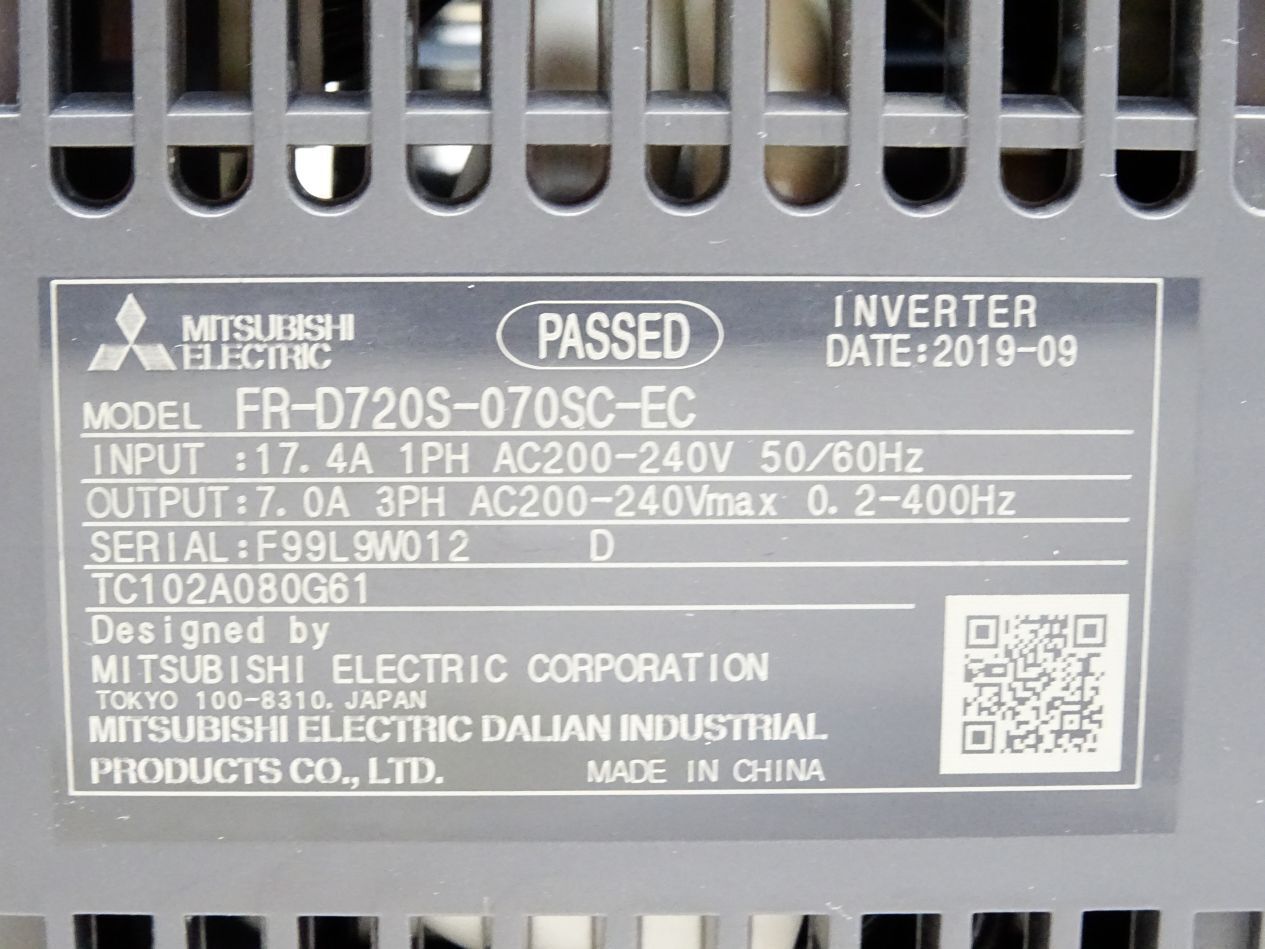 MITSUBISHI
ELECTRIC
PASSED
INVERTER
DATE:2019-09
MODEL FR-D720S-070SC-EC
INPUT :17.4A 1PH AC200-240V 50/60Hz
OUTPUT:7.0A 3PH AC200-240Vmax 0.2-400Hz
SERIAL:F99L9W012 D
TC102A080G61
Designed by
MITSUBISHI ELECTRIC CORPORATION
TOKYO 100-8310, JAPAN
MITSUBISHI ELECTRIC DALIAN INDUSTRIAL
PRODUCTS CO., LTD. MADE IN CHINA